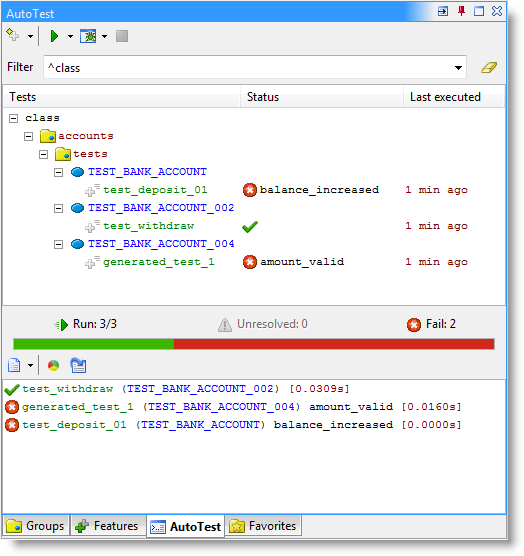 AutoTest
Filter ^class
Tests Status Last executed
class
accounts
tests
TEST_BANK_ACCOUNT
test_deposit_01 balance_increased 1 min ago
TEST_BANK_ACCOUNT_002
test_withdraw 1 min ago
TEST_BANK_ACCOUNT_004
generated_test_1 amount_valid 1 min ago
Run: 3/3 Unresolved: 0 Fail: 2
test_withdraw (TEST_BANK_ACCOUNT_002) [0.0309s]
generated_test_1 (TEST_BANK_ACCOUNT_004) amount_valid [0.0160s]
test_deposit_01 (TEST_BANK_ACCOUNT) balance_increased [0.0000s]
Groups Features AutoTest Favorites